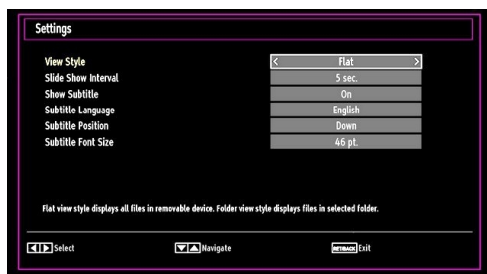 Settings
View Style < Flat >
Slide Show Interval 5 sec.
Show Subtitle On
Subtitle Language English
Subtitle Position Down
Subtitle Font Size 46 pt.
Flat view style displays all files in removable device. Folder view style displays files in selected folder.
Select Navigate RET/BACK Exit